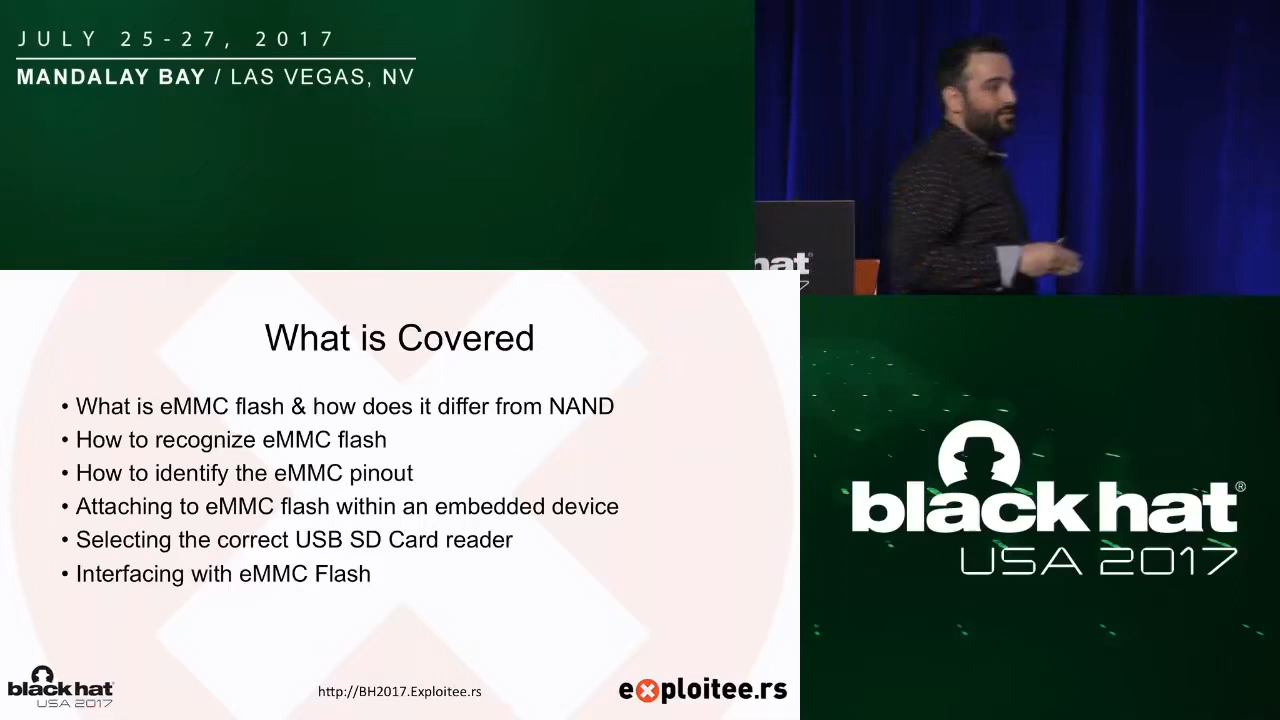 JULY 25-27, 2017
MANDALAY BAY / LAS VEGAS, NV
hat
7
What is Covered
• What is eMMC flash & how does it differ from NAND
• How to recognize eMMC flash
• How to identify the eMMC pinout
• Attaching to eMMC flash within an embedded device
• Selecting the correct USB SD Card reader
• Interfacing with eMMC Flash
black hat®
USA 2017
black hat
USA 2017
http://BH2017.Exploitee.rs
exploitee.rs